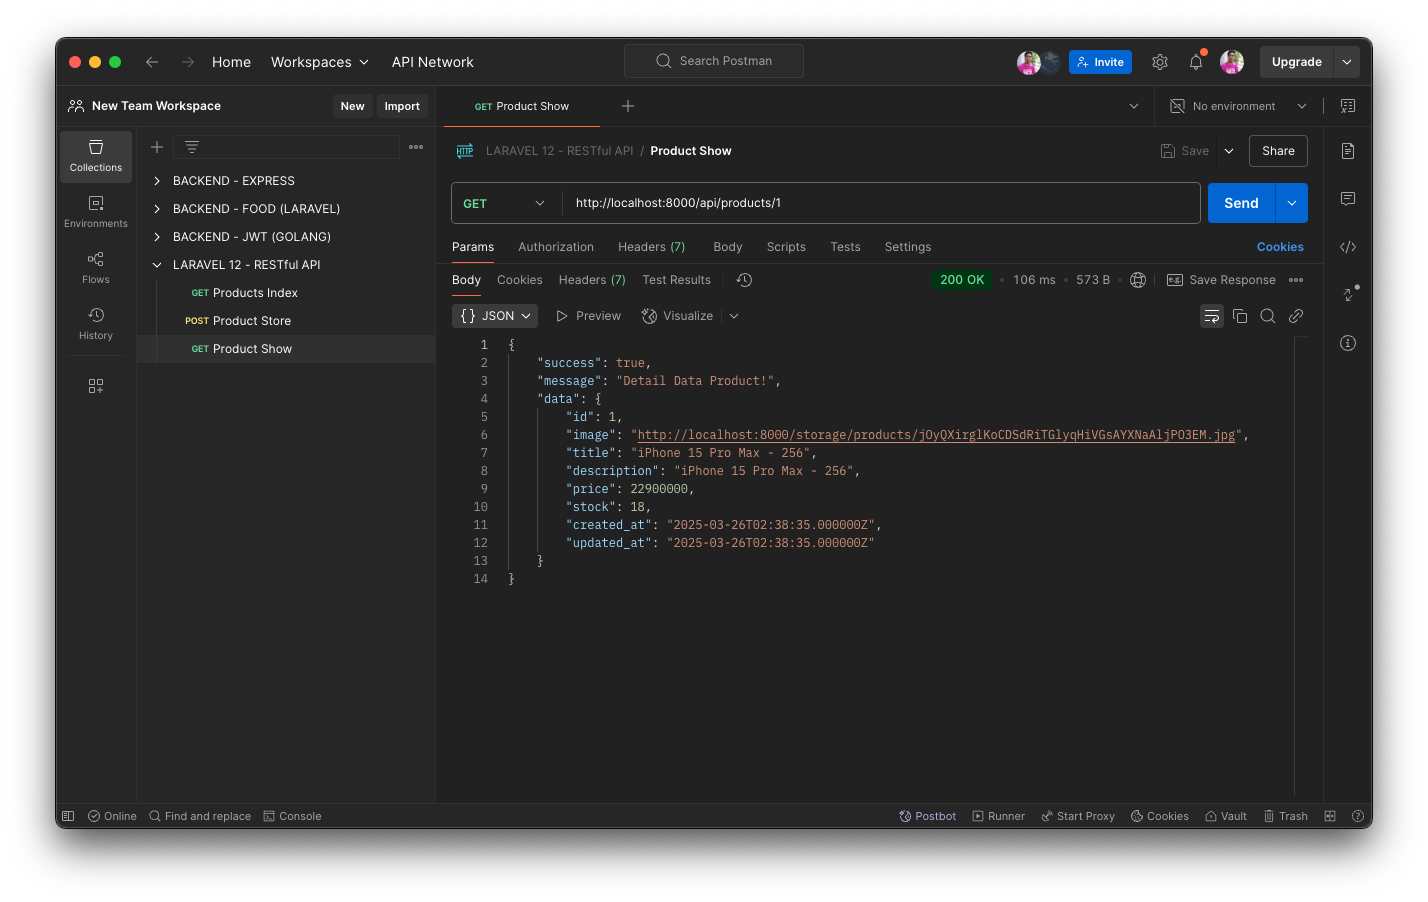 Home Workspaces API Network Search Postman Invite Upgrade
New Team Workspace New Import GET Product Show No environment
Collections
Environments
Flows
History
BACKEND - EXPRESS
BACKEND - FOOD (LARAVEL)
BACKEND - JWT (GOLANG)
LARAVEL 12 - RESTful API
GET Products Index
POST Product Store
GET Product Show
HTTP LARAVEL 12 - RESTful API / Product Show Save Share
GET http://localhost:8000/api/products/1 Send
Params Authorization Headers (7) Body Scripts Tests Settings Cookies
Body Cookies Headers (7) Test Results 200 OK • 106 ms • 573 B • e.g. Save Response
{} JSON Preview Visualize
1 {
2 "success": true,
3 "message": "Detail Data Product!",
4 "data": {
5 "id": 1,
6 "image": "http://localhost:8000/storage/products/jOyQXirglKoCDSdRiTGlyqHiVGsAYXNaAljPO3EM.jpg",
7 "title": "iPhone 15 Pro Max - 256",
8 "description": "iPhone 15 Pro Max - 256",
9 "price": 22900000,
10 "stock": 18,
11 "created_at": "2025-03-26T02:38:35.000000Z",
12 "updated_at": "2025-03-26T02:38:35.000000Z"
13 }
14 }
Online Find and replace Console Postbot Runner Start Proxy Cookies Vault Trash